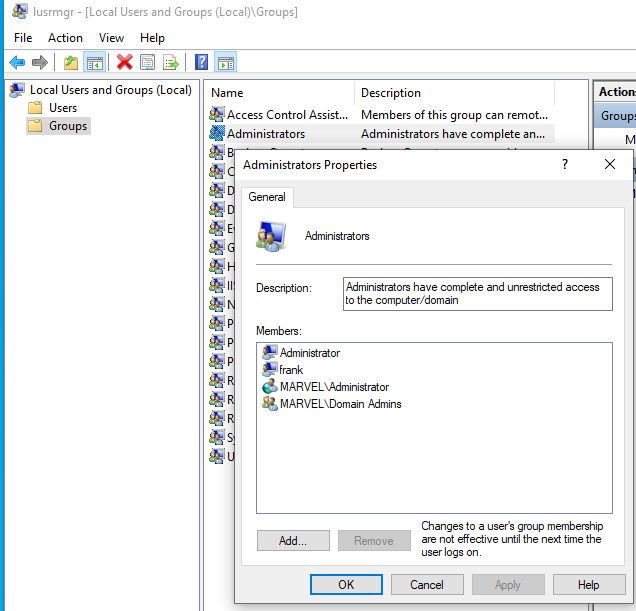 lusrmgr - [Local Users and Groups (Local)\Groups]
File Action View Help
Local Users and Groups (Local)
Users
Groups
Name Description
Access Control Assist... Members of this group can remot...
Administrators Administrators have complete an...
Actions
Groups
Administrators Properties
General
Administrators
Description:
Administrators have complete and unrestricted access
to the computer/domain
Members:
Administrator
frank
MARVEL\Administrator
MARVEL\Domain Admins
Add... Remove
Changes to a user's group membership
are not effective until the next time the
user logs on.
OK Cancel Apply Help